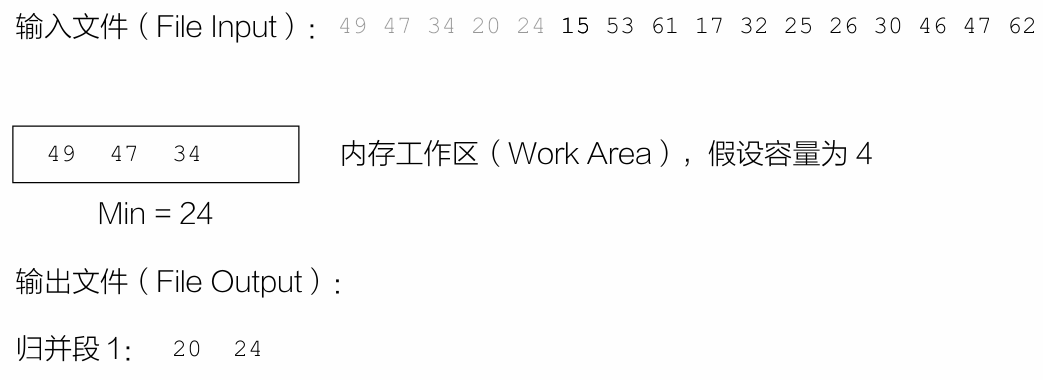 输入文件（File Input）： 49 47 34 20 24 15 53 61 17 32 25 26 30 46 47 62
49 47 34
内存工作区（Work Area），假设容量为 4
Min = 24
输出文件（File Output）：
归并段 1： 20 24